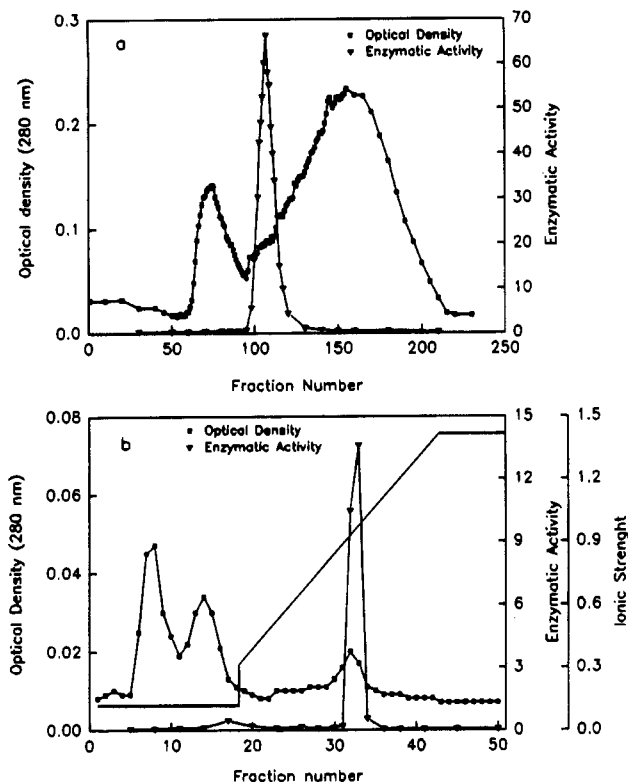 a
Optical Density
Enzymatic Activity
0.3
0.2
0.1
0.0
Optical density (280 nm)
70
60
50
40
30
20
10
0
Enzymatic Activity
0 50 100 150 200 250
Fraction Number
b
Optical Density
Enzymatic Activity
0.08
0.06
0.04
0.02
0.00
Optical Density (280 nm)
15
12
9
6
3
0
Enzymatic Activity
1.5
1.2
0.9
0.6
0.3
0.0
Ionic Strenght
0 10 20 30 40 50
Fraction number